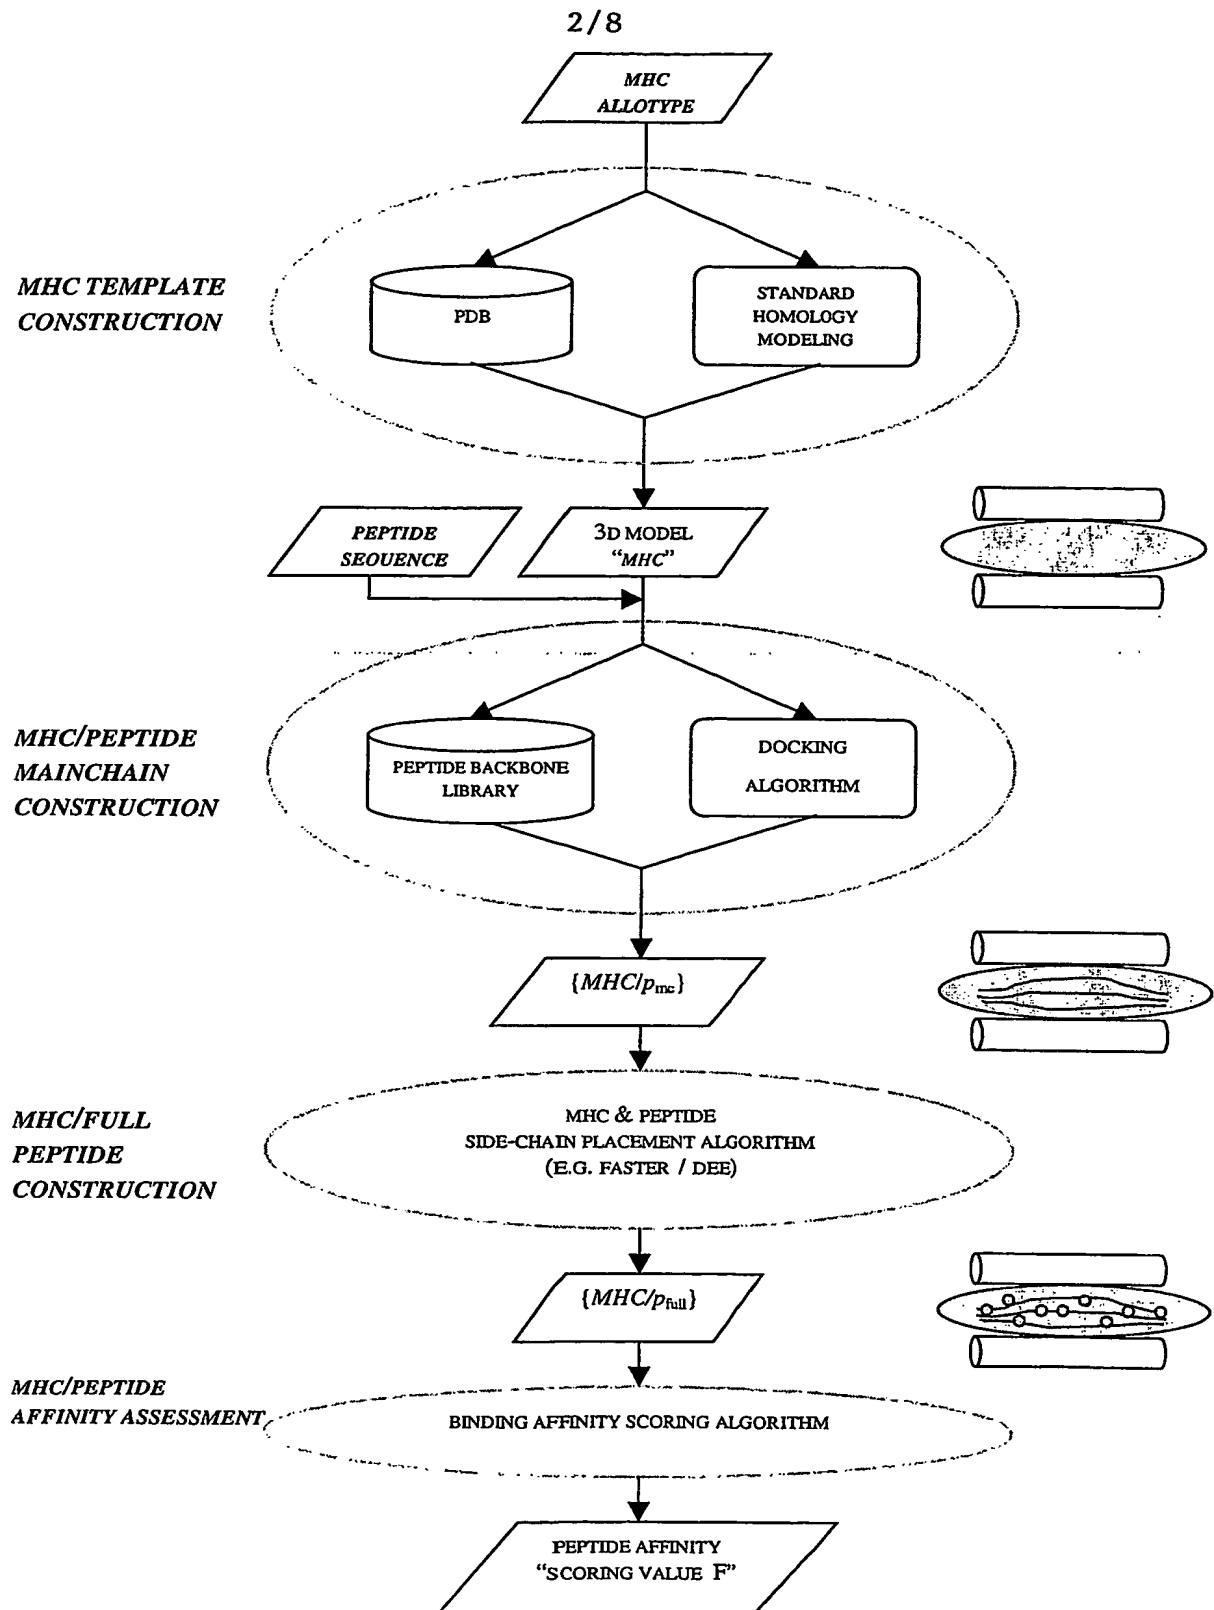 2/8
MHC
ALLOTYPE
MHC TEMPLATE
CONSTRUCTION
PDB
STANDARD
HOMOLOGY
MODELING
PEPTIDE
SEQUENCE
3D MODEL
“MHC”
MHC/PEPTIDE
MAINCHAIN
CONSTRUCTION
PEPTIDE BACKBONE
LIBRARY
DOCKING
ALGORITHM
{MHC/pmc}
MHC/FULL
PEPTIDE
CONSTRUCTION
MHC & PEPTIDE
SIDE-CHAIN PLACEMENT ALGORITHM
(E.G. FASTER / DEE)
{MHC/pfull}
MHC/PEPTIDE
AFFINITY ASSESSMENT
BINDING AFFINITY SCORING ALGORITHM
PEPTIDE AFFINITY
“SCORING VALUE F”